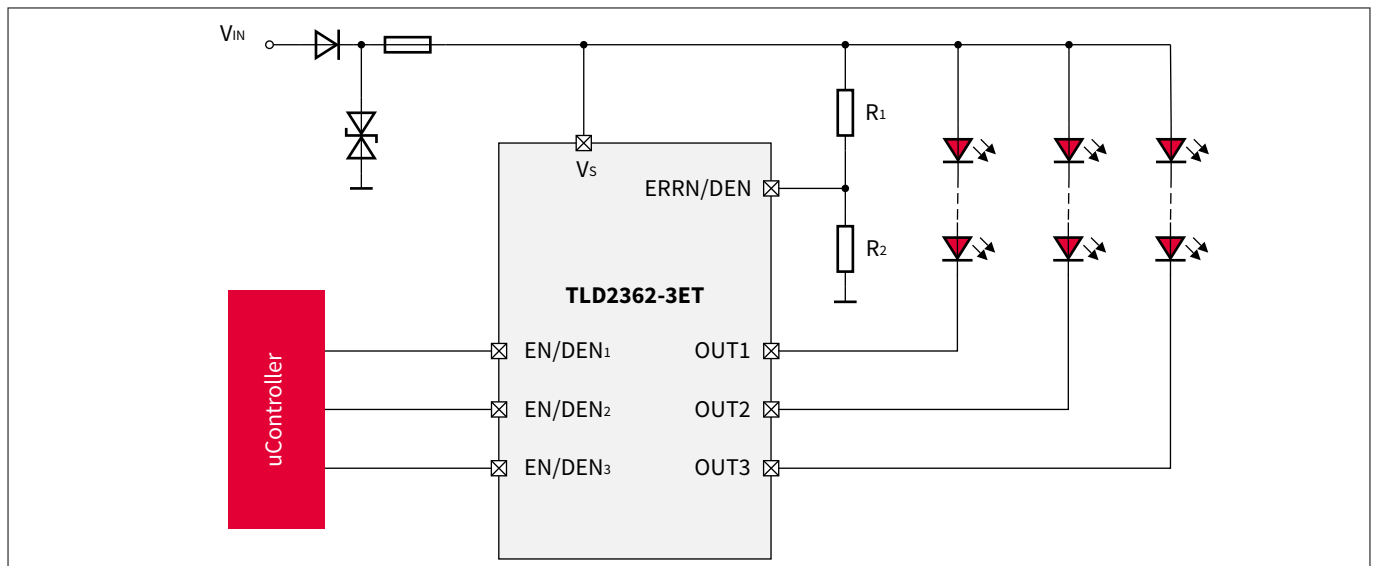 VIN
R1
VS
ERRN/DEN
R2
TLD2362-3ET
uController
EN/DEN1
OUT1
EN/DEN2
OUT2
EN/DEN3
OUT3